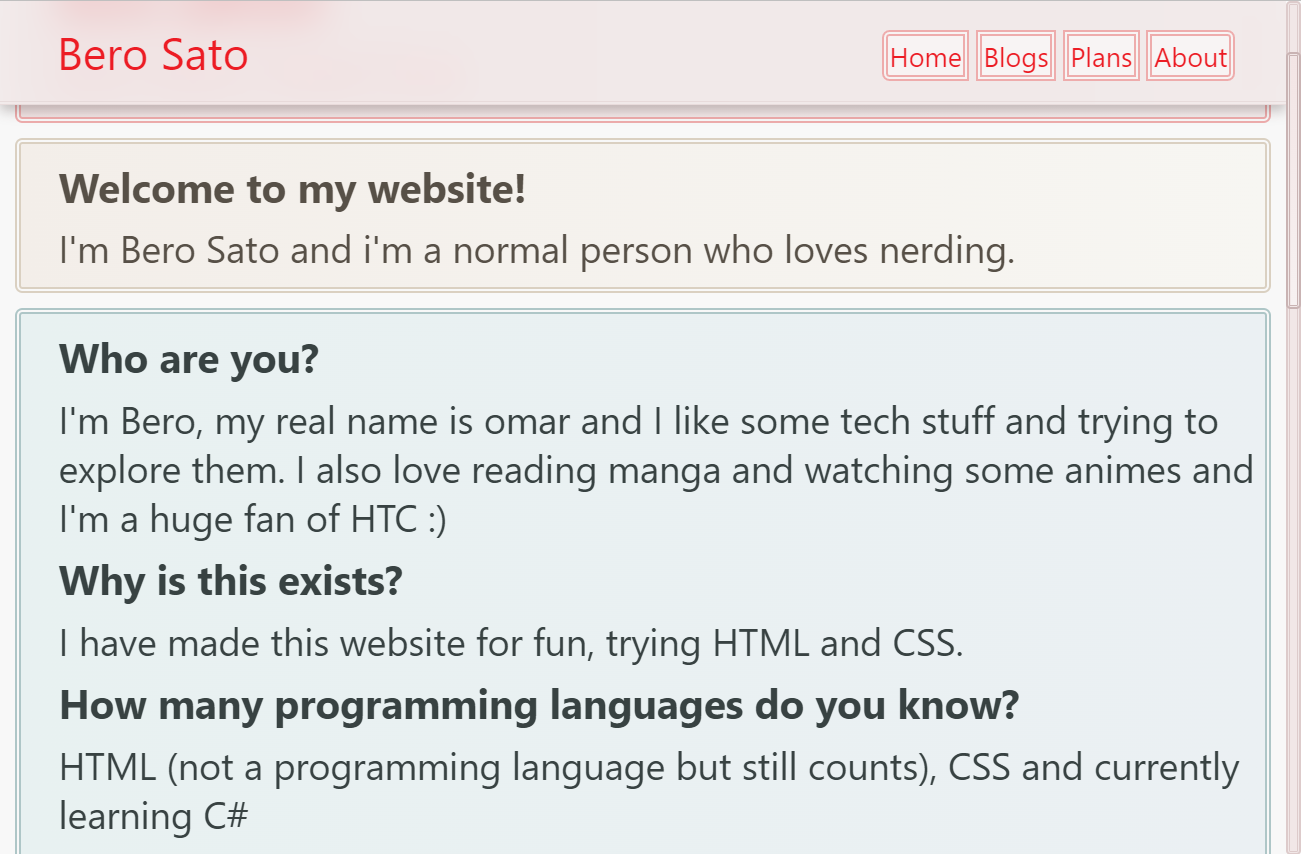 Bero Sato
Home Blogs Plans About
Welcome to my website!
I'm Bero Sato and i'm a normal person who loves nerding.
Who are you?
I'm Bero, my real name is omar and I like some tech stuff and trying to
explore them. I also love reading manga and watching some animes and
I'm a huge fan of HTC :)
Why is this exists?
I have made this website for fun, trying HTML and CSS.
How many programming languages do you know?
HTML (not a programming language but still counts), CSS and currently
learning C#